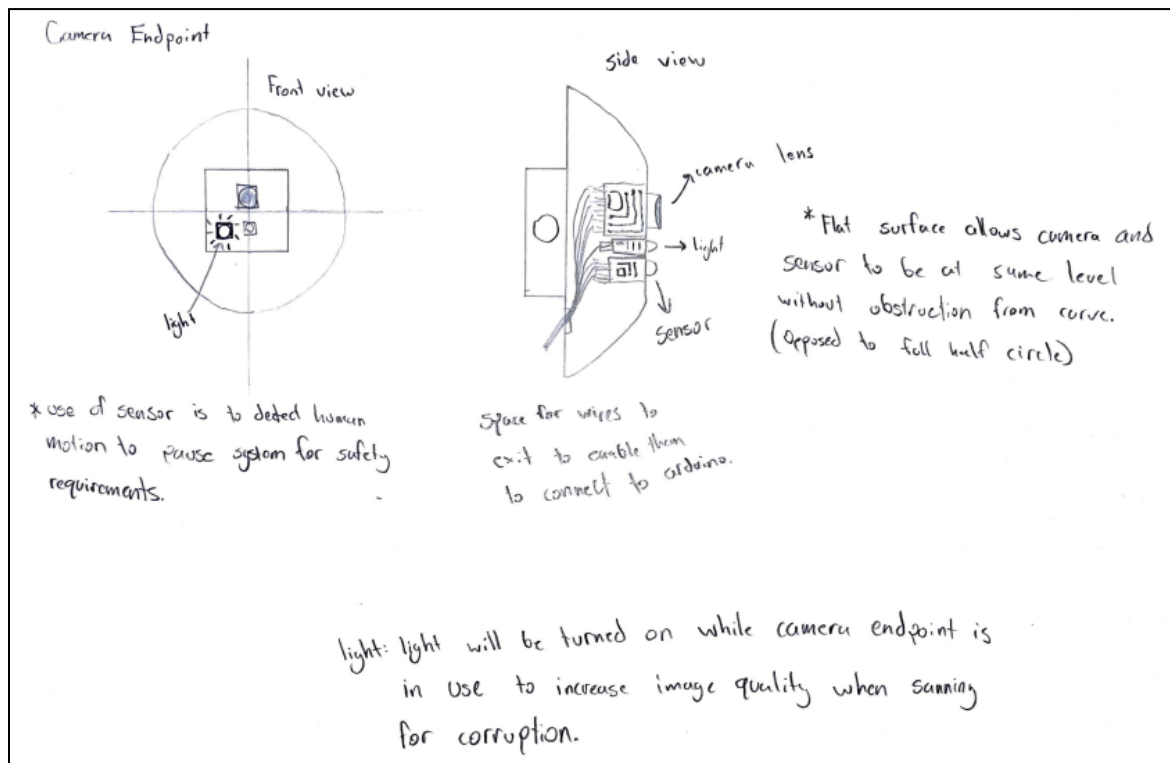 Camera Endpoint
Front view
light
* use of sensor is to detect human
motion to pause system for safety
requirements.
side view
camera lens
light
sensor
Space for wires to
exit to enable them
to connect to arduino.
* Flat surface allows camera and
sensor to be at same level
without obstruction from curve.
(Opposed to full half circle)
light: light will be turned on while camera endpoint is
in use to increase image quality when sanning
for corruption.